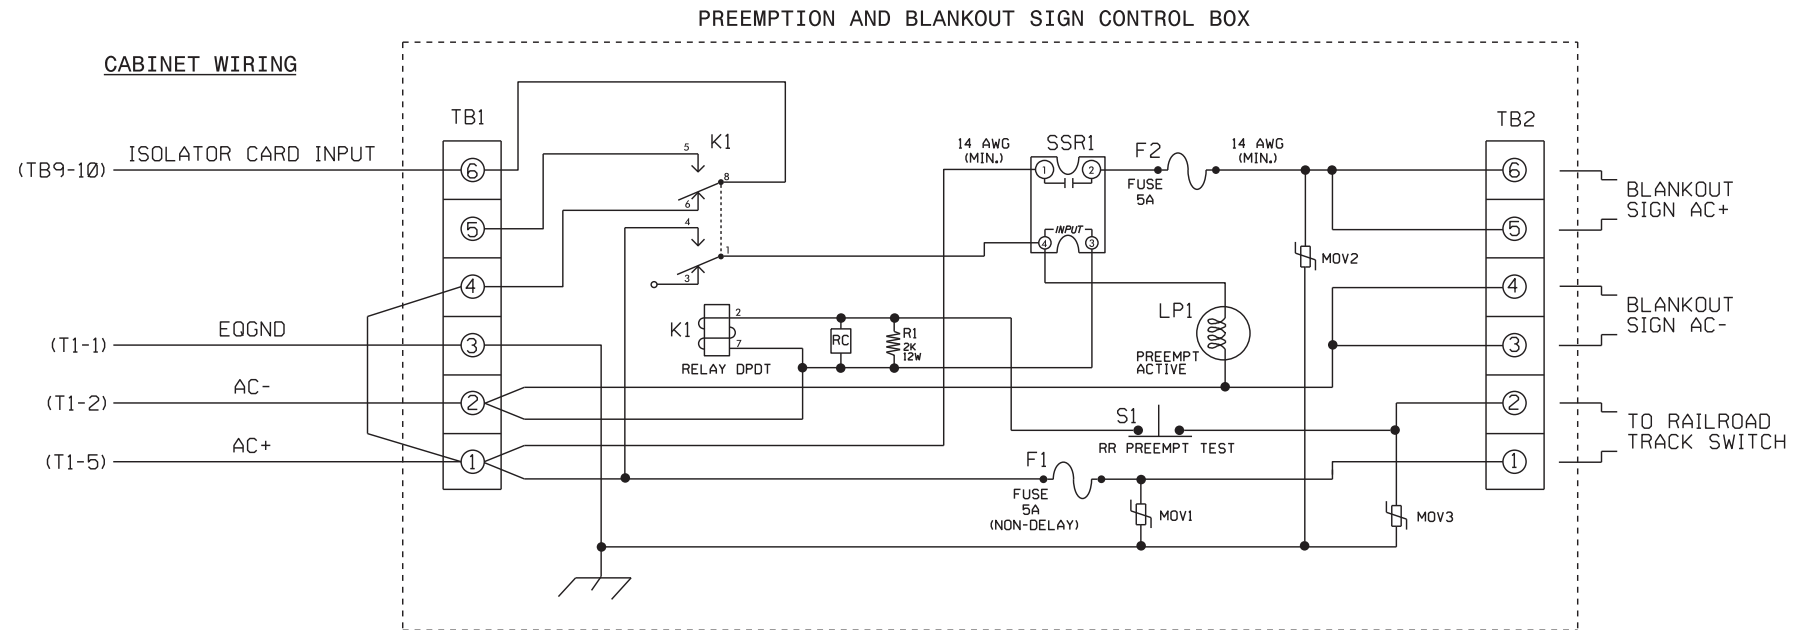 PREEMPTION AND BLANKOUT SIGN CONTROL BOX
CABINET WIRING
TB1
TB2
(TB9-10)
ISOLATOR CARD INPUT
6
5
4
3
2
1
EQGND
(T1-1)
AC-
(T1-2)
AC+
(T1-5)
K1
5
8
6
4
1
3
K1
2
7
RELAY DPDT
RC
R1
2K
12W
14 AWG
(MIN.)
SSR1
1
2
INPUT
4
3
F2
FUSE
5A
14 AWG
(MIN.)
MOV2
LP1
PREEMPT
ACTIVE
S1
RR PREEMPT TEST
F1
FUSE
5A
(NON-DELAY)
MOV1
MOV3
6
5
4
3
2
1
BLANKOUT
SIGN AC+
BLANKOUT
SIGN AC-
TO RAILROAD
TRACK SWITCH